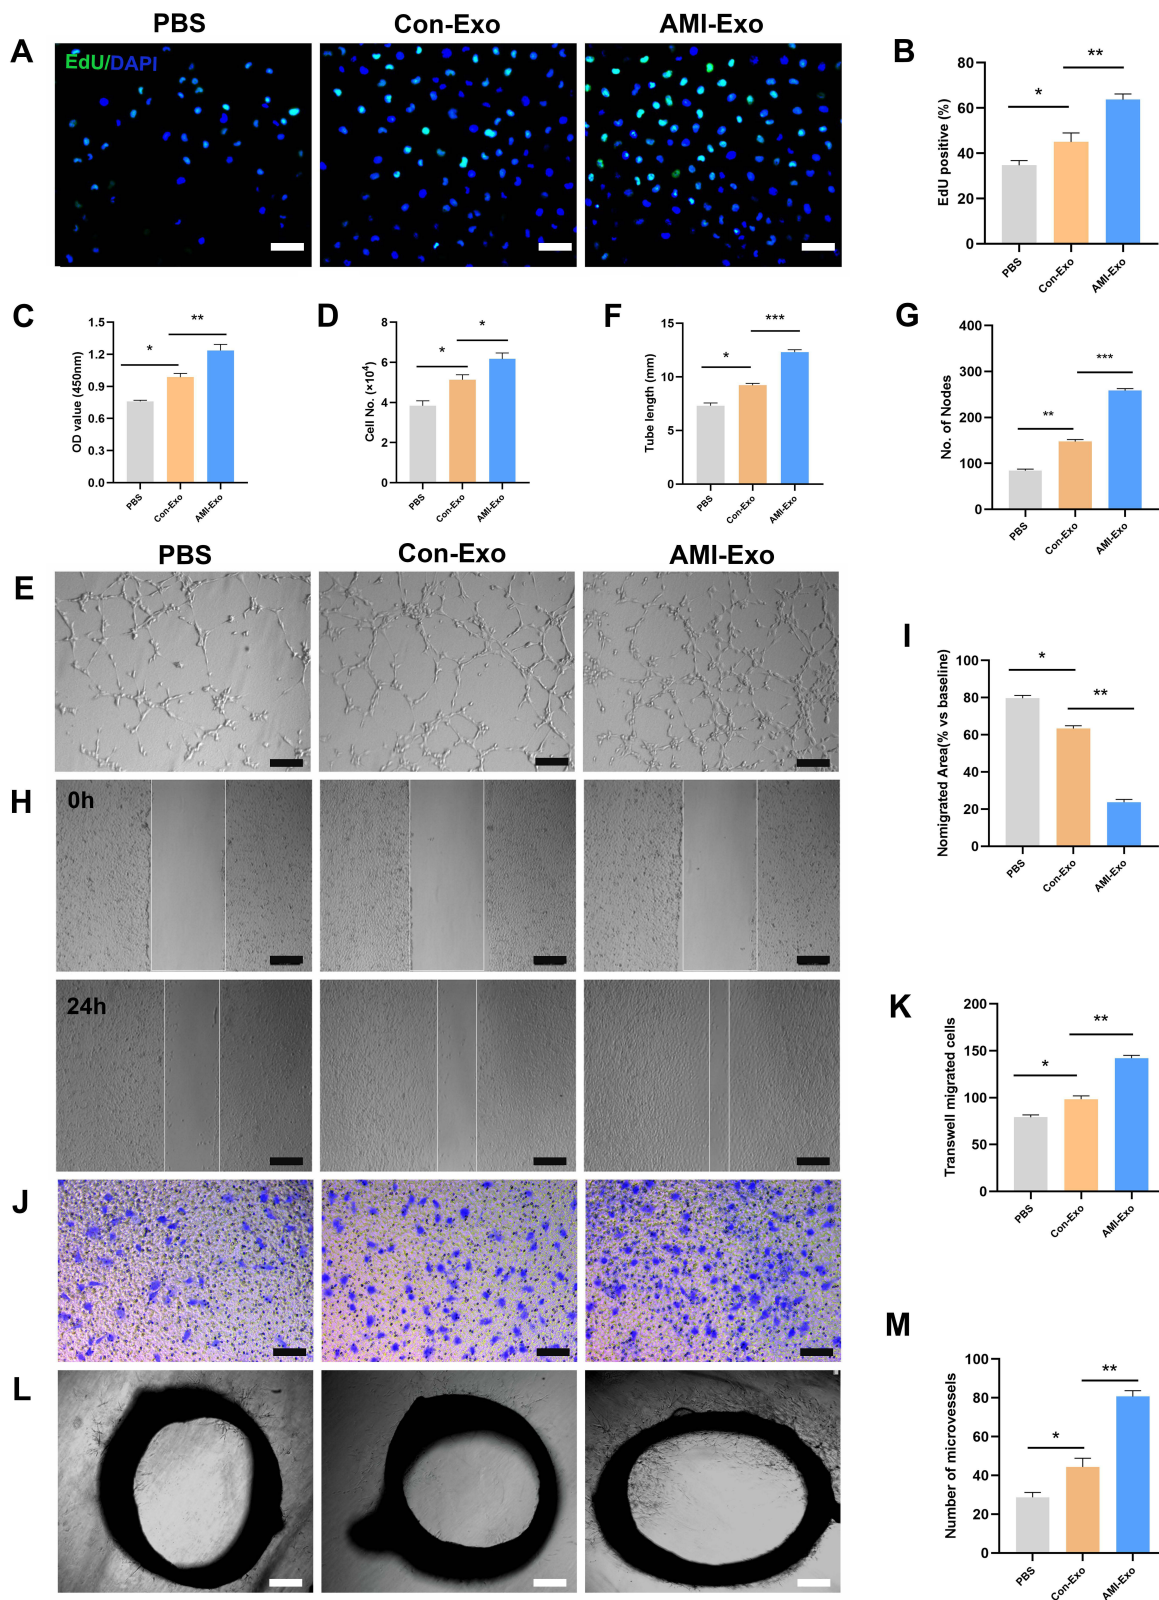 PBS
Con-Exo
AMI-Exo
A
EdU/DAPI
B
EdU positive (%)
80
60
40
20
0
*
**
PBS
Con-Exo
AMI-Exo
C
OD value (450nm)
1.5
1.2
0.9
0.6
0.3
0.0
*
**
PBS
Con-Exo
AMI-Exo
D
Cell No. (×10⁴)
8
6
4
2
0
*
*
PBS
Con-Exo
AMI-Exo
F
Tube length (mm)
15
10
5
0
*
***
PBS
Con-Exo
AMI-Exo
G
No. of Nodes
400
300
200
100
0
**
***
PBS
Con-Exo
AMI-Exo
PBS
Con-Exo
AMI-Exo
E
H
0h
24h
I
Nomigrated Area(% vs baseline)
100
80
60
40
20
0
*
**
PBS
Con-Exo
AMI-Exo
J
K
Transwell migrated cells
200
150
100
50
0
*
**
PBS
Con-Exo
AMI-Exo
L
M
Number of microvessels
100
80
60
40
20
0
*
**
PBS
Con-Exo
AMI-Exo